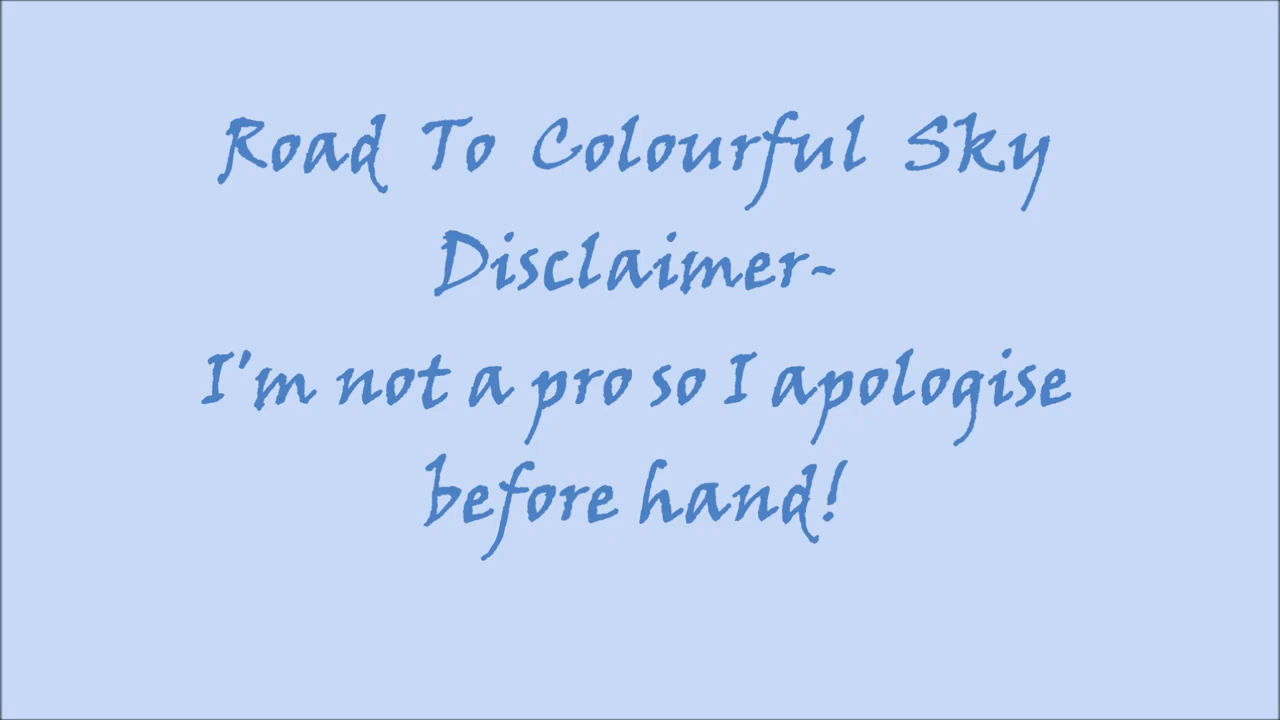 Road To Colourful Sky
Disclaimer-
I'm not a pro so I apologise
before hand!